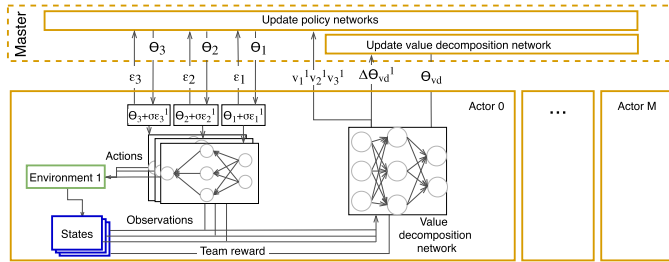 Master
Update policy networks
Update value decomposition network
Θ3 Θ2 Θ1
ε3 ε2 ε1 v₁¹v₂¹v₃¹ ΔΘvd¹ Θvd
Actor 0
...
Actor M
Θ3+σε3¹ Θ2+σε2¹ Θ1+σε1¹
Actions
Environment 1
Observations
States
Team reward
Value
decomposition
network